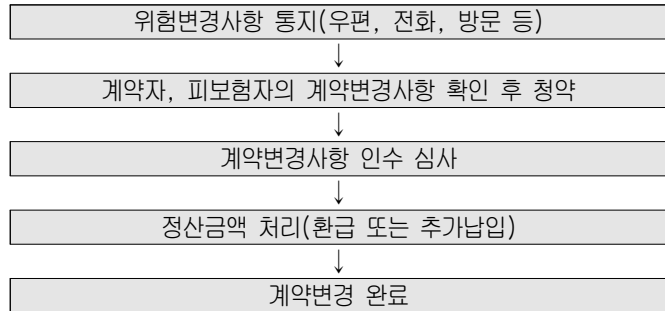 위험변경사항 통지(우편, 전화, 방문 등)
↓
계약자, 피보험자의 계약변경사항 확인 후 청약
↓
계약변경사항 인수 심사
↓
정산금액 처리(환급 또는 추가납입)
↓
계약변경 완료